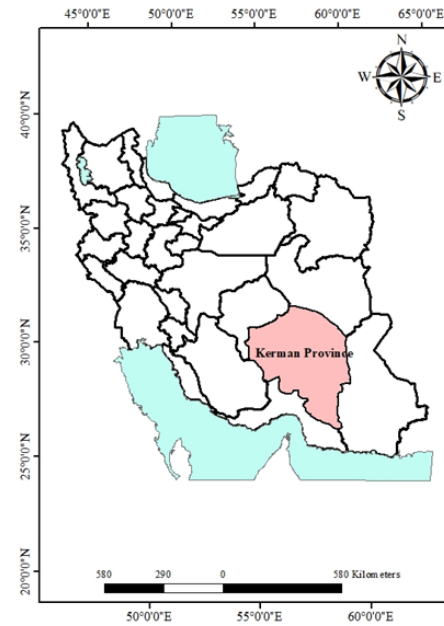 45°0'0"E 50°0'0"E 55°0'0"E 60°0'0"E 65°0'0"E
N
W E
S
40°0'0"N
35°0'0"N
30°0'0"N
25°0'0"N
20°0'0"N
Kerman Province
580 290 0 580 Kilometers
50°0'0"E 55°0'0"E 60°0'0"E